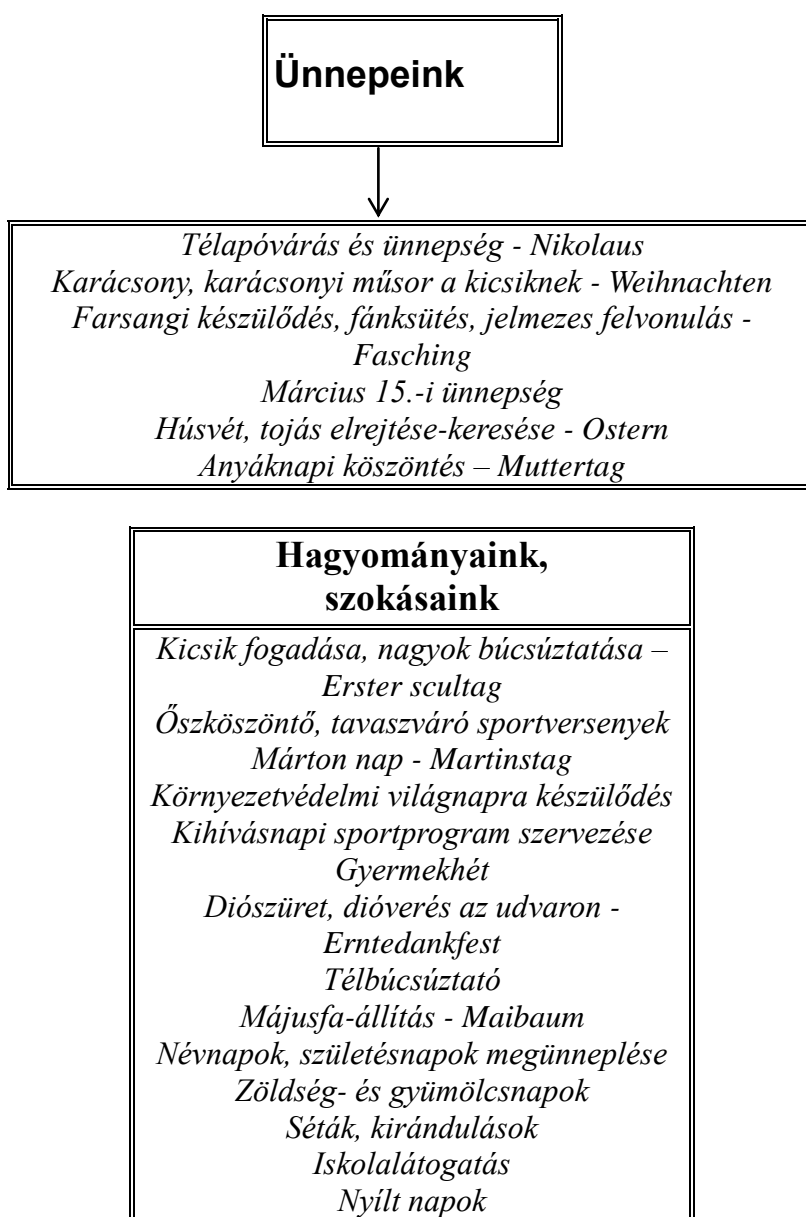 Ünnepeink
Télapóvárás és ünnepség - Nikolaus
Karácsony, karácsonyi műsor a kicsiknek - Weihnachten
Farsangi készülődés, fánksütés, jelmezes felvonulás -
Fasching
Március 15.-i ünnepség
Húsvét, tojás elrejtése-keresése - Ostern
Anyáknapi köszöntés – Muttertag
Hagyományaink,
szokásaink
Kicsik fogadása, nagyok búcsúztatása –
Erster scultag
Őszköszöntő, tavaszváró sportversenyek
Márton nap - Martinstag
Környezetvédelmi világnapra készülődés
Kihívásnapi sportprogram szervezése
Gyermekhét
Diószüret, dióverés az udvaron -
Erntedankfest
Télbúcsúztató
Májusfa-állítás - Maibaum
Névnapok, születésnapok megünneplése
Zöldség- és gyümölcsnapok
Séták, kirándulások
Iskolalátogatás
Nyílt napok